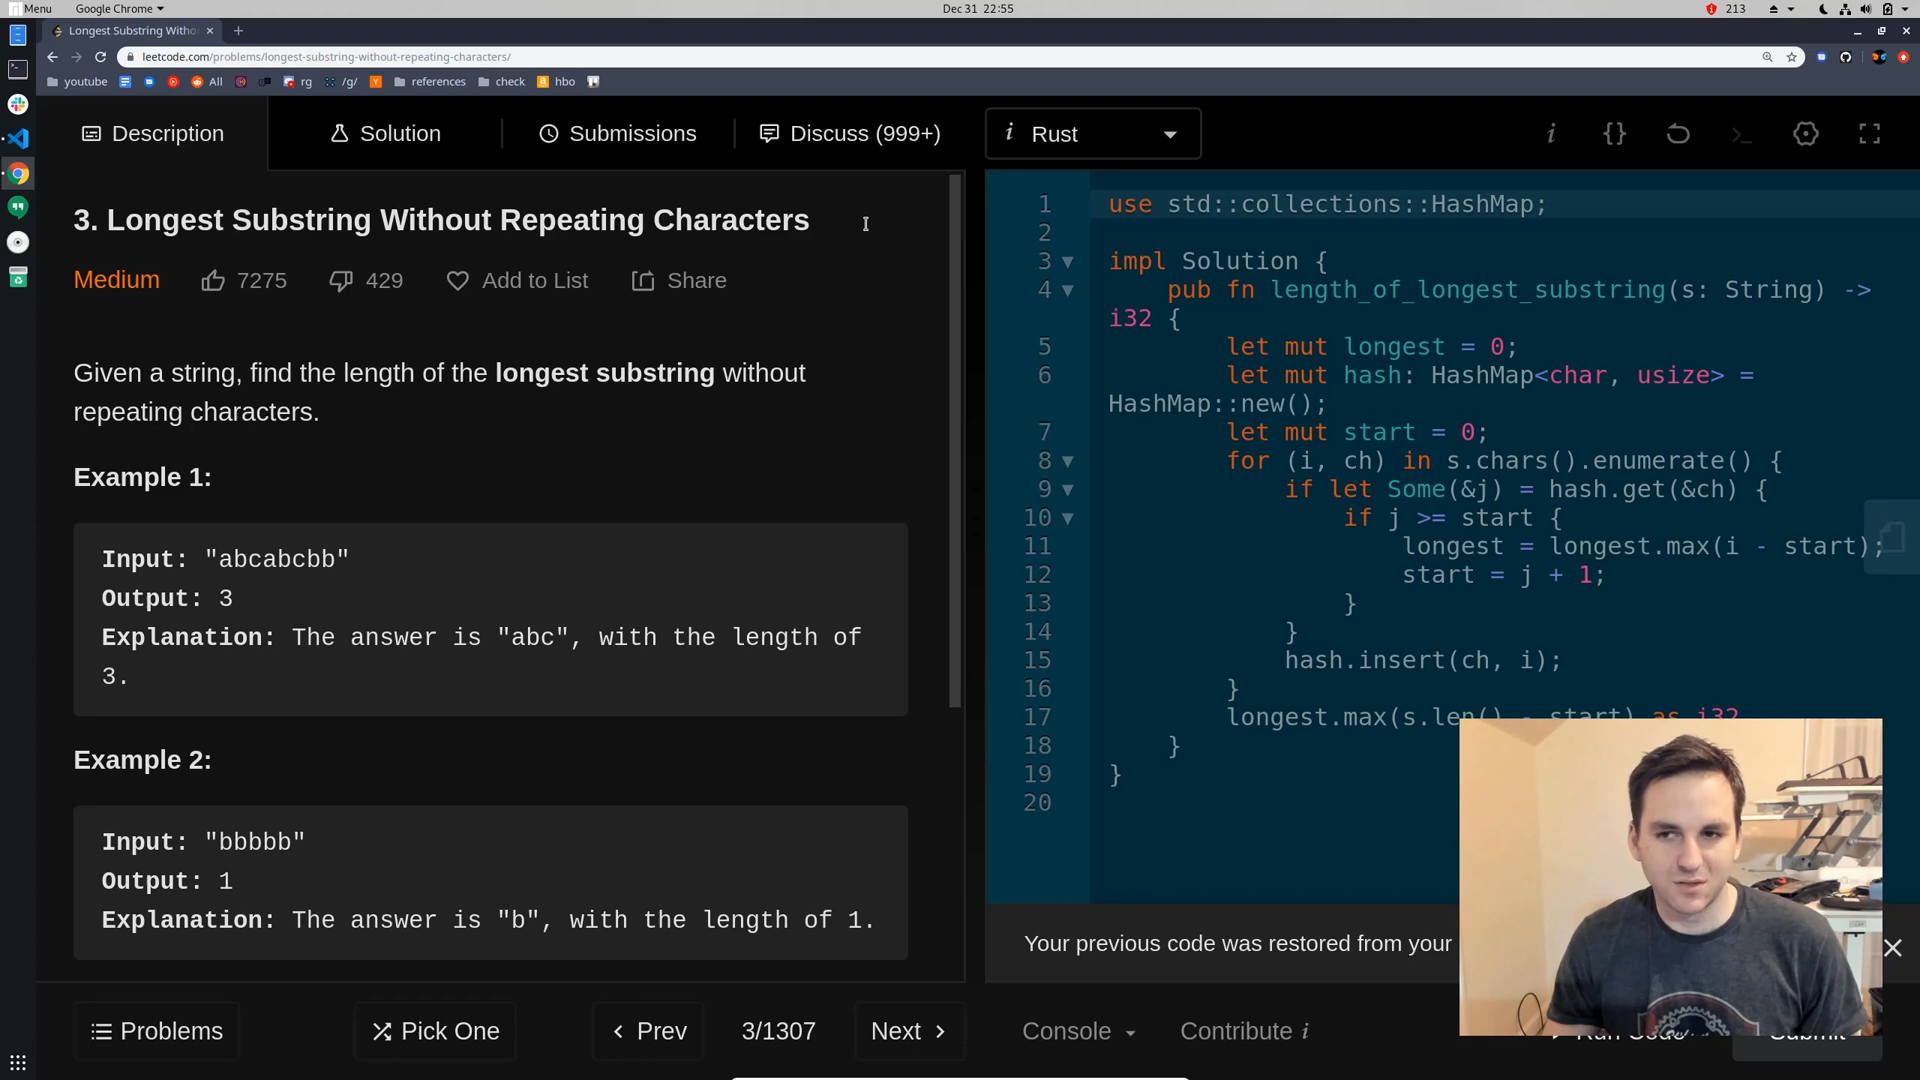 Menu Google Chrome Dec 31 22:55 213
Longest Substring Witho
leetcode.com/problems/longest-substring-without-repeating-characters/
youtube All rg /g/ references check hbo
Description Solution Submissions Discuss (999+)
3. Longest Substring Without Repeating Characters
Medium 7275 429 Add to List Share
Given a string, find the length of the longest substring without
repeating characters.
Example 1:
Input: "abcabcbb"
Output: 3
Explanation: The answer is "abc", with the length of
3.
Example 2:
Input: "bbbbb"
Output: 1
Explanation: The answer is "b", with the length of 1.
Problems Pick One Prev 3/1307 Next
i Rust i {}
1 use std::collections::HashMap;
2
3 impl Solution {
4 pub fn length_of_longest_substring(s: String) ->
i32 {
5 let mut longest = 0;
6 let mut hash: HashMap<char, usize> =
HashMap::new();
7 let mut start = 0;
8 for (i, ch) in s.chars().enumerate() {
9 if let Some(&j) = hash.get(&ch) {
10 if j >= start {
11 longest = longest.max(i - start);
12 start = j + 1;
13 }
14 }
15 hash.insert(ch, i);
16 }
17 longest.max(s.len() - start) as i32
18 }
19 }
20
Your previous code was restored from your
Console Contribute i Run Code Submit